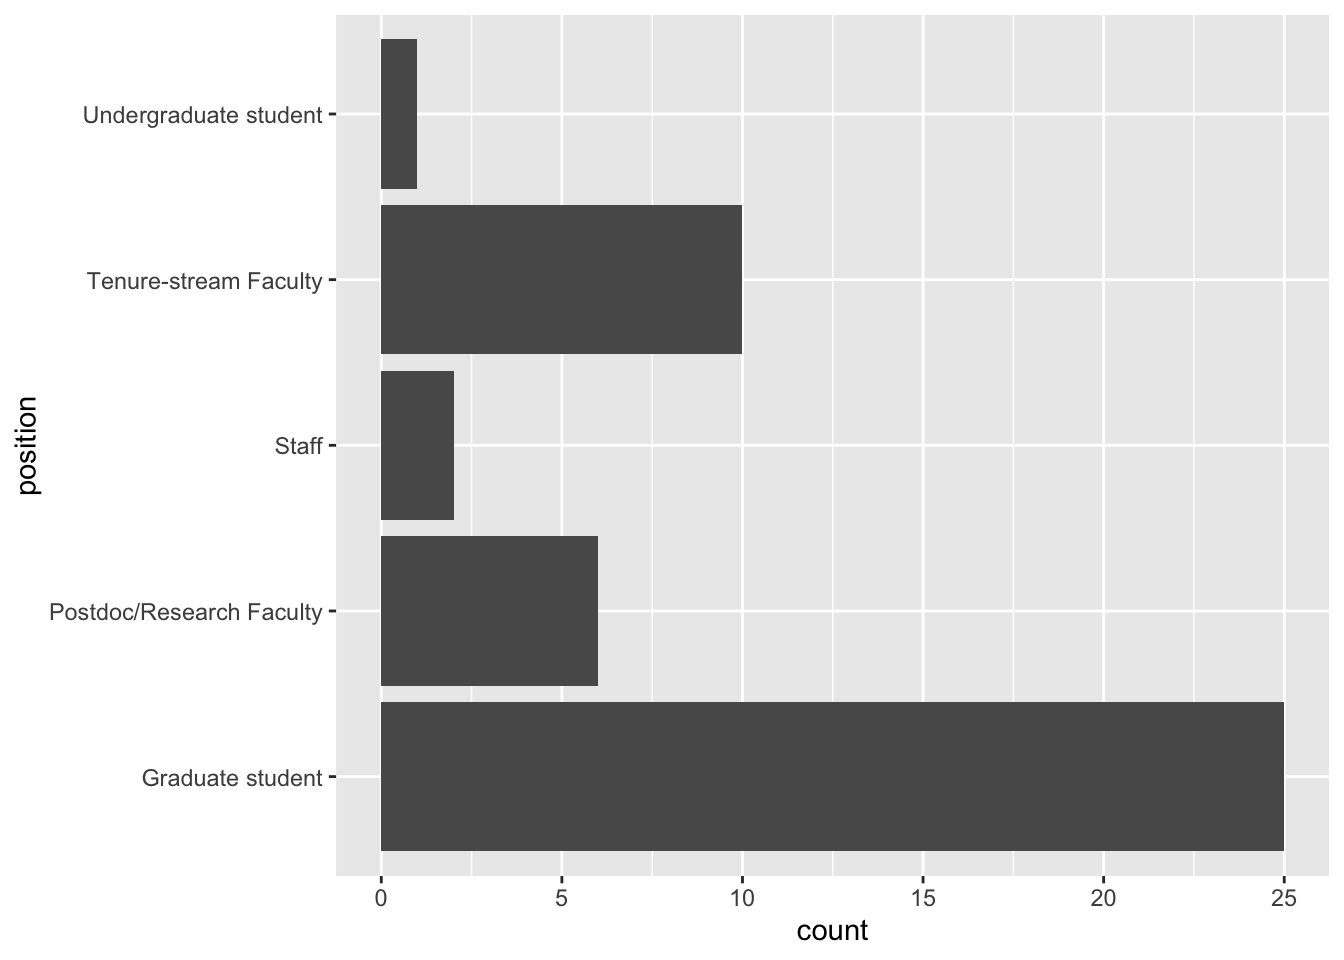 Undergraduate student
Tenure-stream Faculty
Staff
Postdoc/Research Faculty
Graduate student
position
0 5 10 15 20 25
count